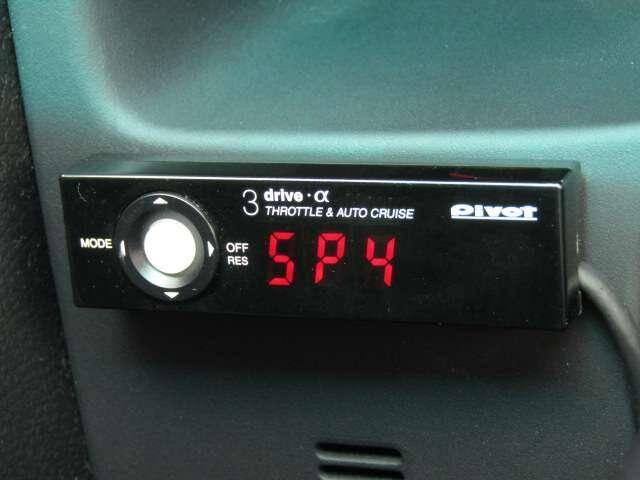 3 drive・α
THROTTLE & AUTO CRUISE
Pivot
MODE
OFF
RES
SP4